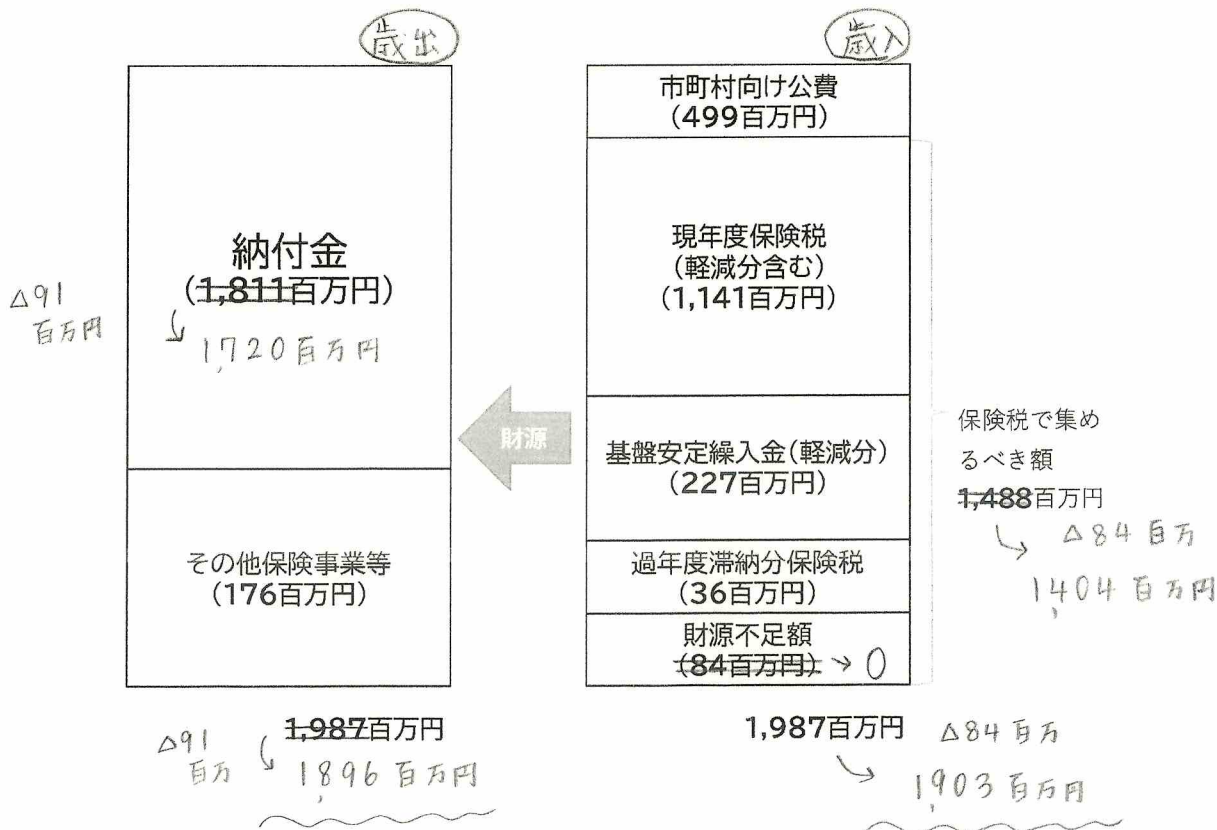 歳出
納付金
(1,811百万円)
1,720百万円
△91
百万円
その他保険事業等
(176百万円)
1,987百万円
△91
百万
1,896百万円
財源
歳入
市町村向け公費
(499百万円)
現年度保険税
(軽減分含む)
(1,141百万円)
基盤安定繰入金(軽減分)
(227百万円)
過年度滞納分保険税
(36百万円)
財源不足額
(84百万円)→0
保険税で集め
るべき額
1,488百万円
△84百万
1,404百万円
1,987百万円
△84百万
1,903百万円